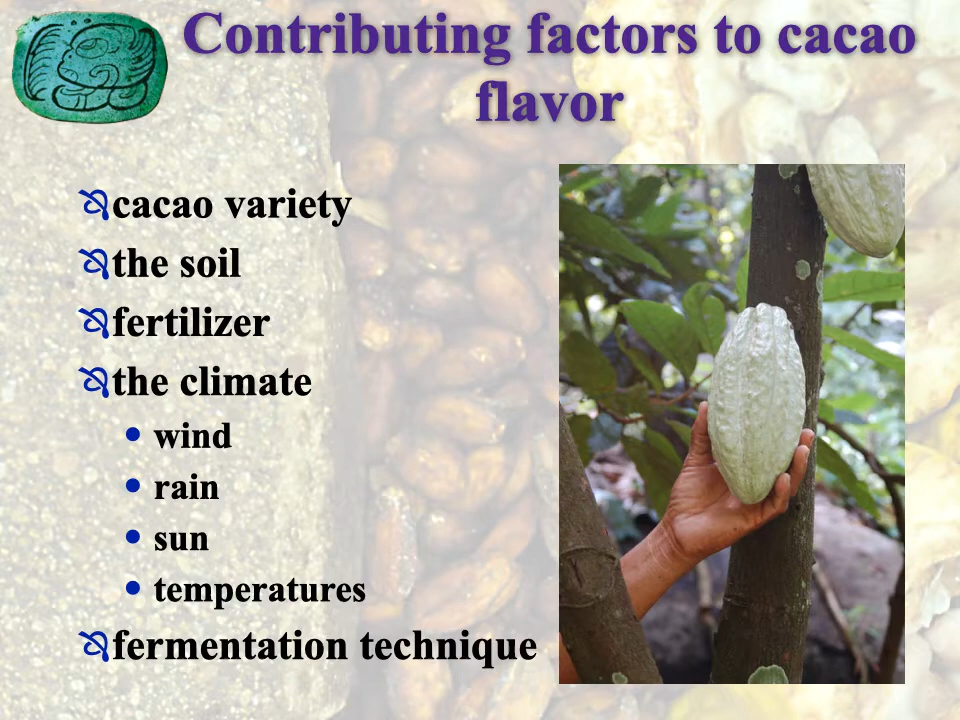 Contributing factors to cacao
flavor
cacao variety
the soil
fertilizer
the climate
wind
rain
sun
temperatures
fermentation technique